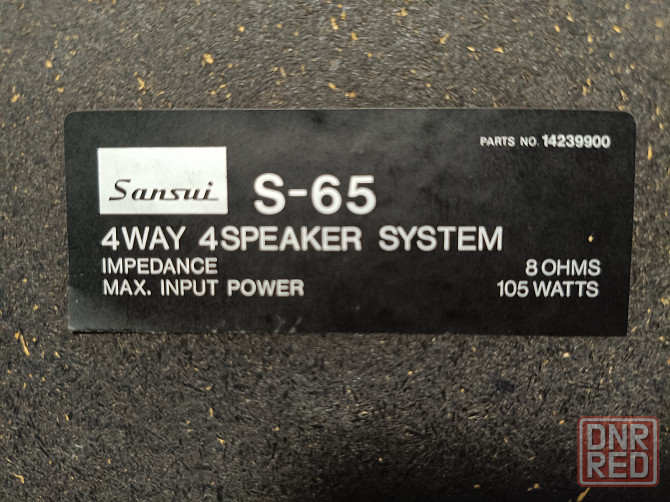 PARTS NO. 14239900
Sansui S-65
4WAY 4SPEAKER SYSTEM
IMPEDANCE 8 OHMS
MAX. INPUT POWER 105 WATTS
DNR
RED